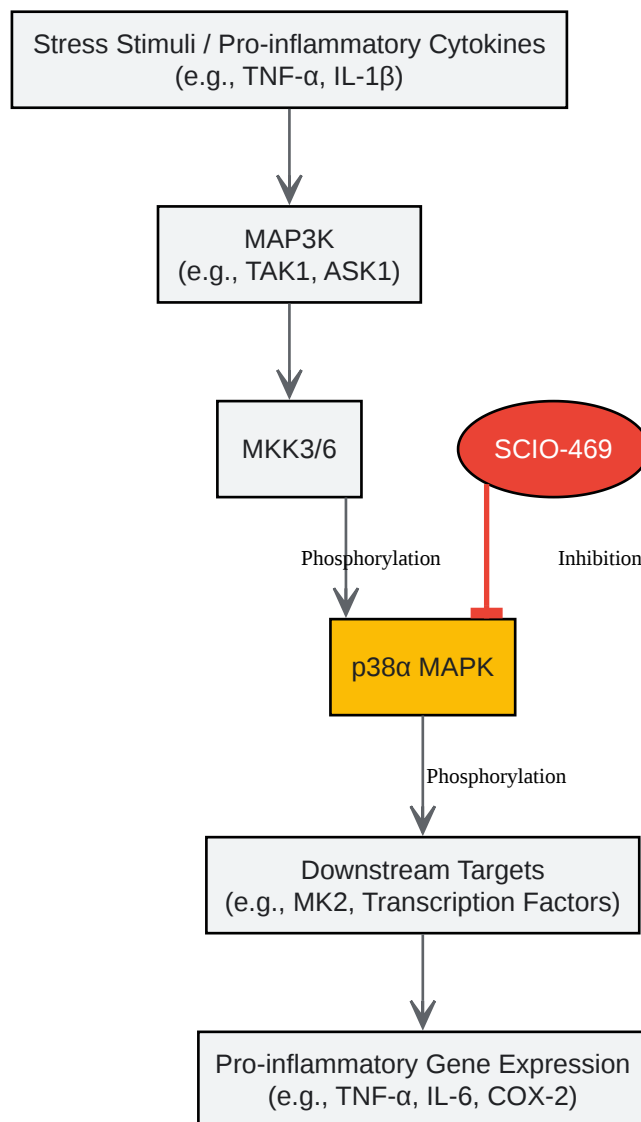 Stress Stimuli / Pro-inflammatory Cytokines
(e.g., TNF-α, IL-1β)
MAP3K
(e.g., TAK1, ASK1)
MKK3/6
SCIO-469
Phosphorylation
Inhibition
p38α MAPK
Phosphorylation
Downstream Targets
(e.g., MK2, Transcription Factors)
Pro-inflammatory Gene Expression
(e.g., TNF-α, IL-6, COX-2)